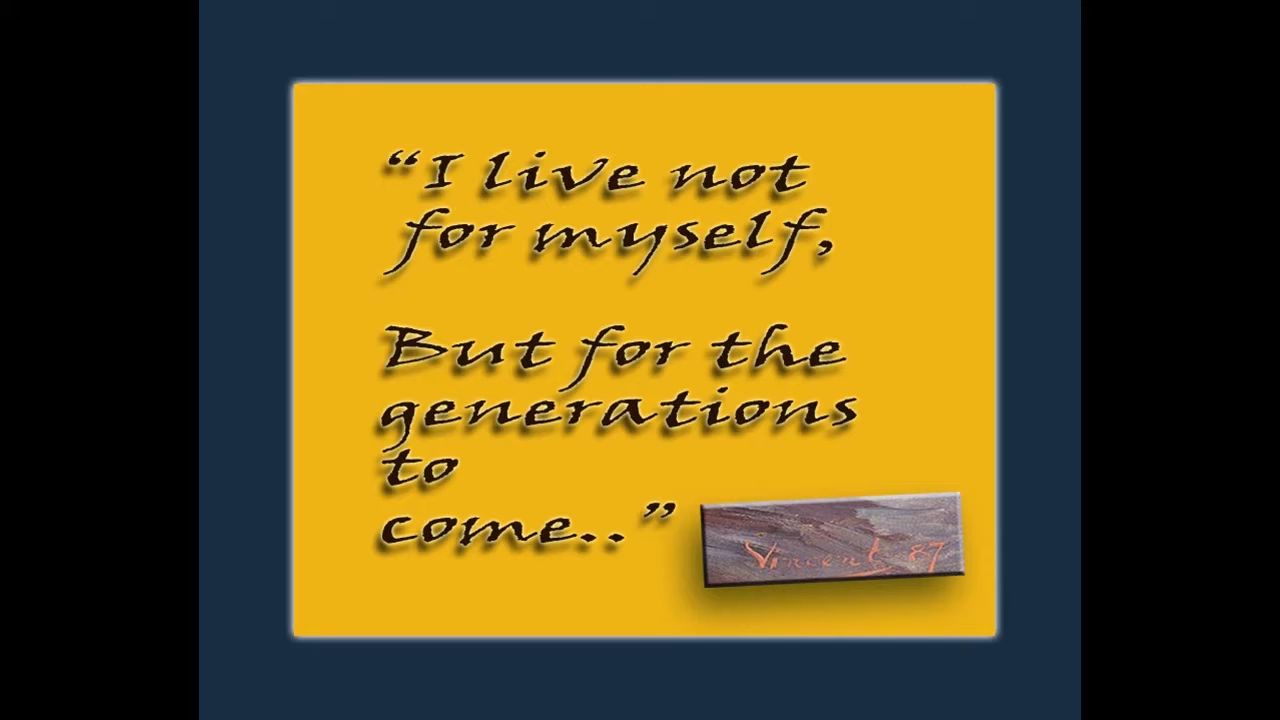 “I live not
for myself,
But for the
generations
to
come..”
Vincent 87